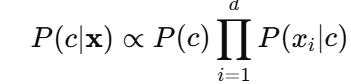 P(c|𝐱) ∝ P(c) ∏_{i=1}^{d} P(x_i|c)